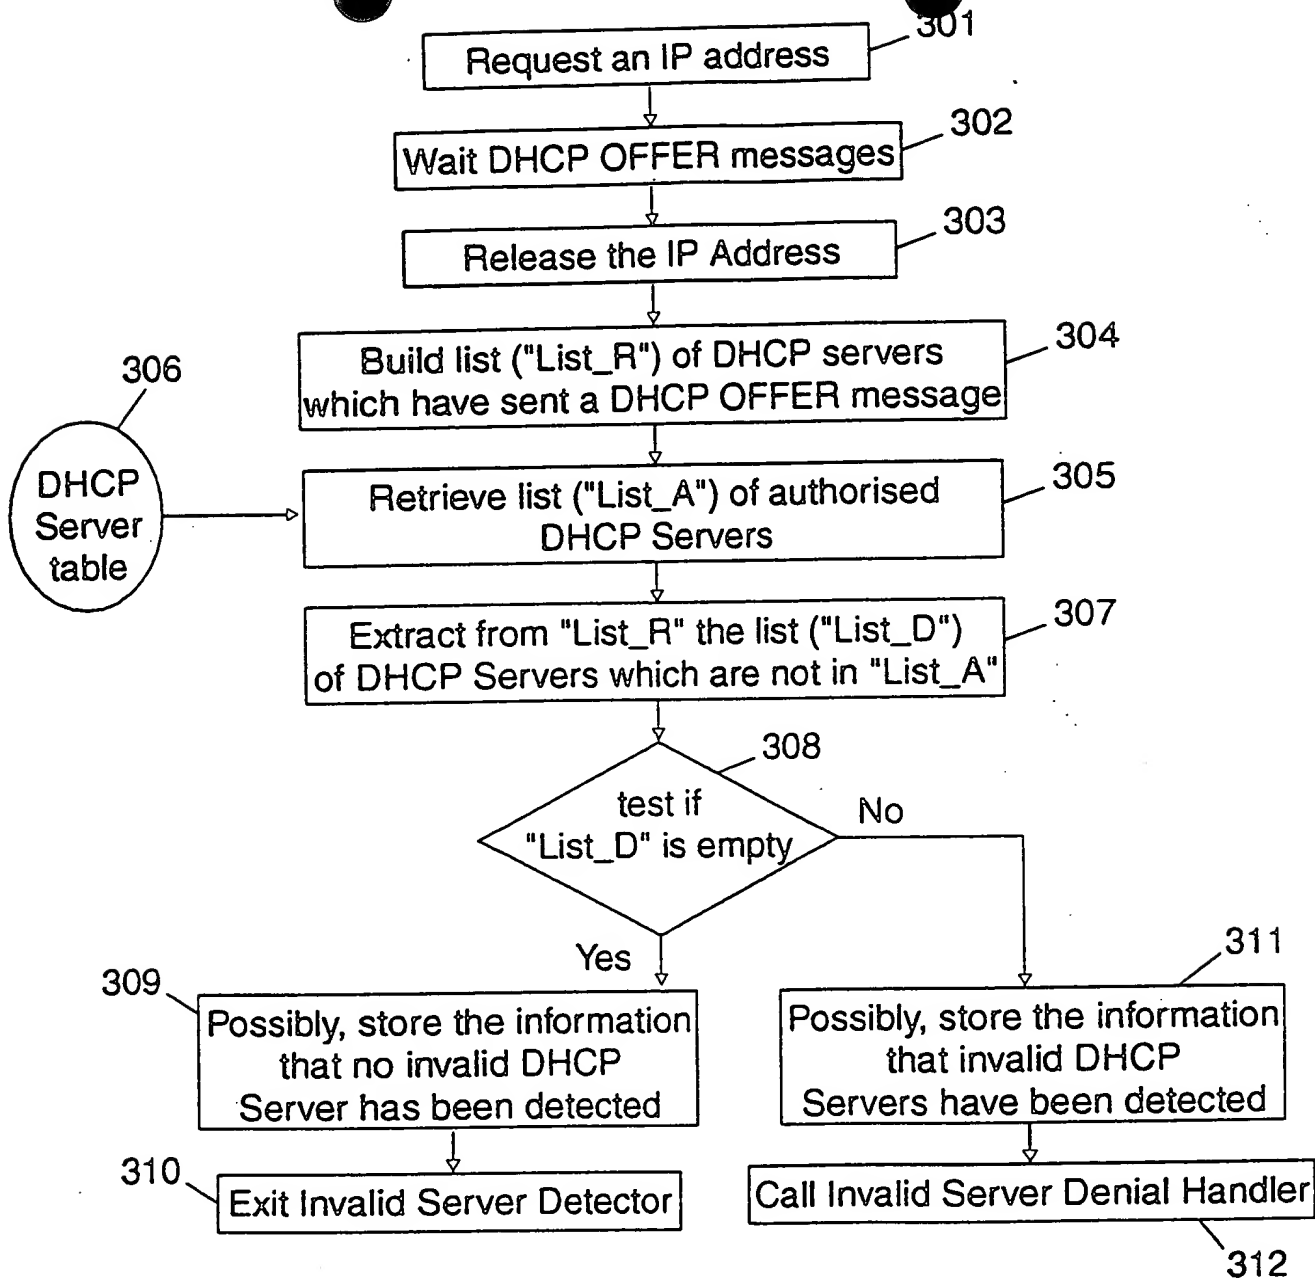 301
Request an IP address
302
Wait DHCP OFFER messages
303
Release the IP Address
304
Build list ("List_R") of DHCP servers
which have sent a DHCP OFFER message
306
DHCP
Server
table
305
Retrieve list ("List_A") of authorised
DHCP Servers
307
Extract from "List_R" the list ("List_D")
of DHCP Servers which are not in "List_A"
308
test if
"List_D" is empty
No
Yes
309
Possibly, store the information
that no invalid DHCP
Server has been detected
311
Possibly, store the information
that invalid DHCP
Servers have been detected
310
Exit Invalid Server Detector
Call Invalid Server Denial Handler
312